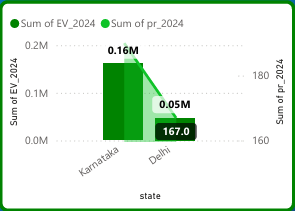 Sum of EV_2024 Sum of pr_2024
0.2M
0.1M
0.0M
Sum of EV_2024
0.16M
0.05M
167.0
180
160
Sum of pr_2024
Karnataka
Delhi
state